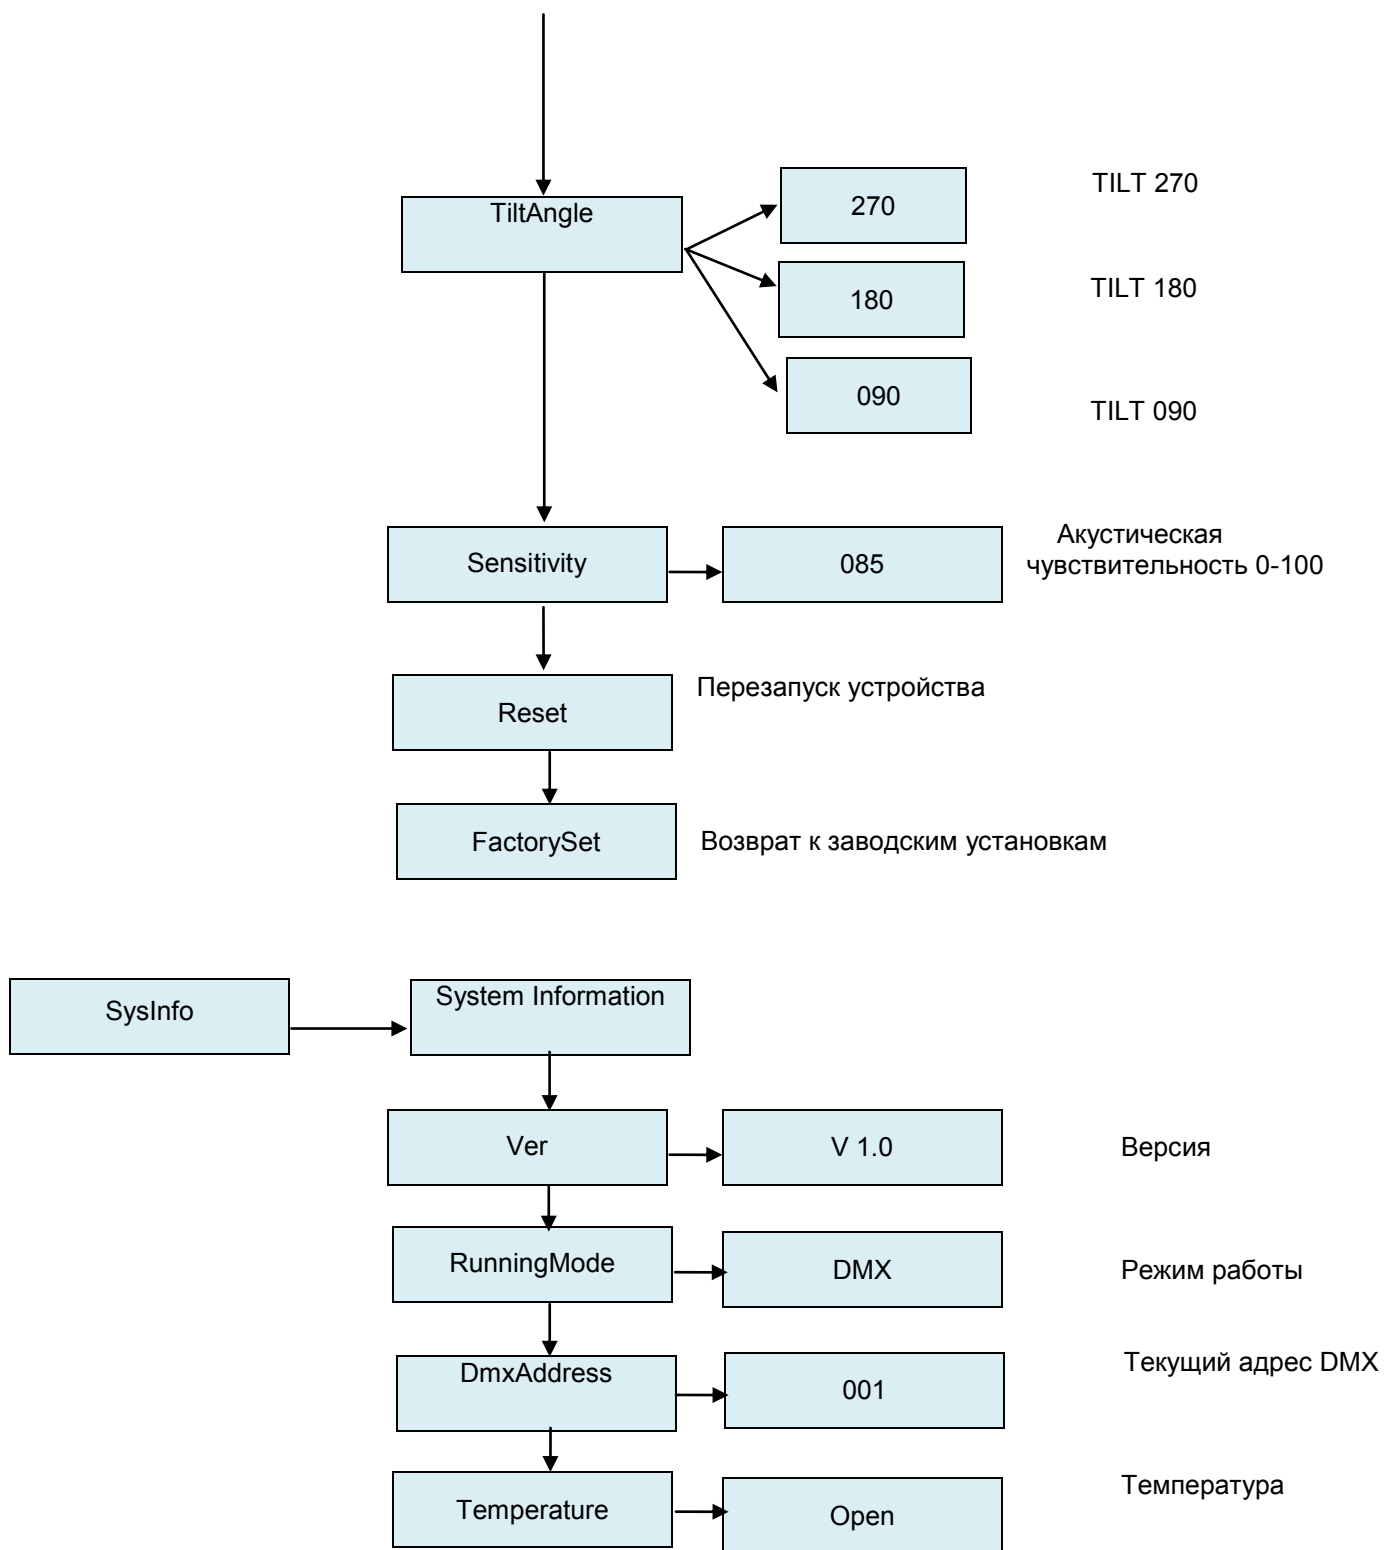 TiltAngle
270
TILT 270
180
TILT 180
090
TILT 090
Sensitivity
085
Акустическая
чувствительность 0-100
Reset
Перезапуск устройства
FactorySet
Возврат к заводским установкам
SysInfo
System Information
Ver
V 1.0
Версия
RunningMode
DMX
Режим работы
DmxAddress
001
Текущий адрес DMX
Temperature
Open
Температура